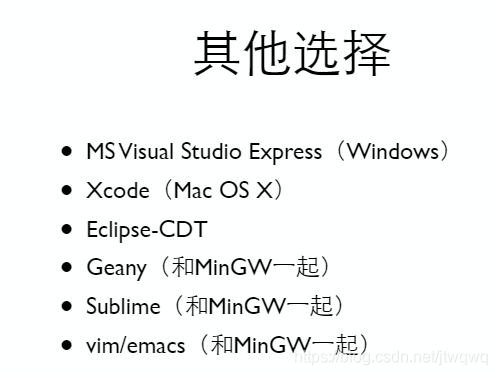 其他选择
• MS Visual Studio Express（Windows）
• Xcode（Mac OS X）
• Eclipse-CDT
• Geany（和MinGW一起）
• Sublime（和MinGW一起）
• vim/emacs（和MinGW一起）
https://blog.csdn.net/jtwqwq